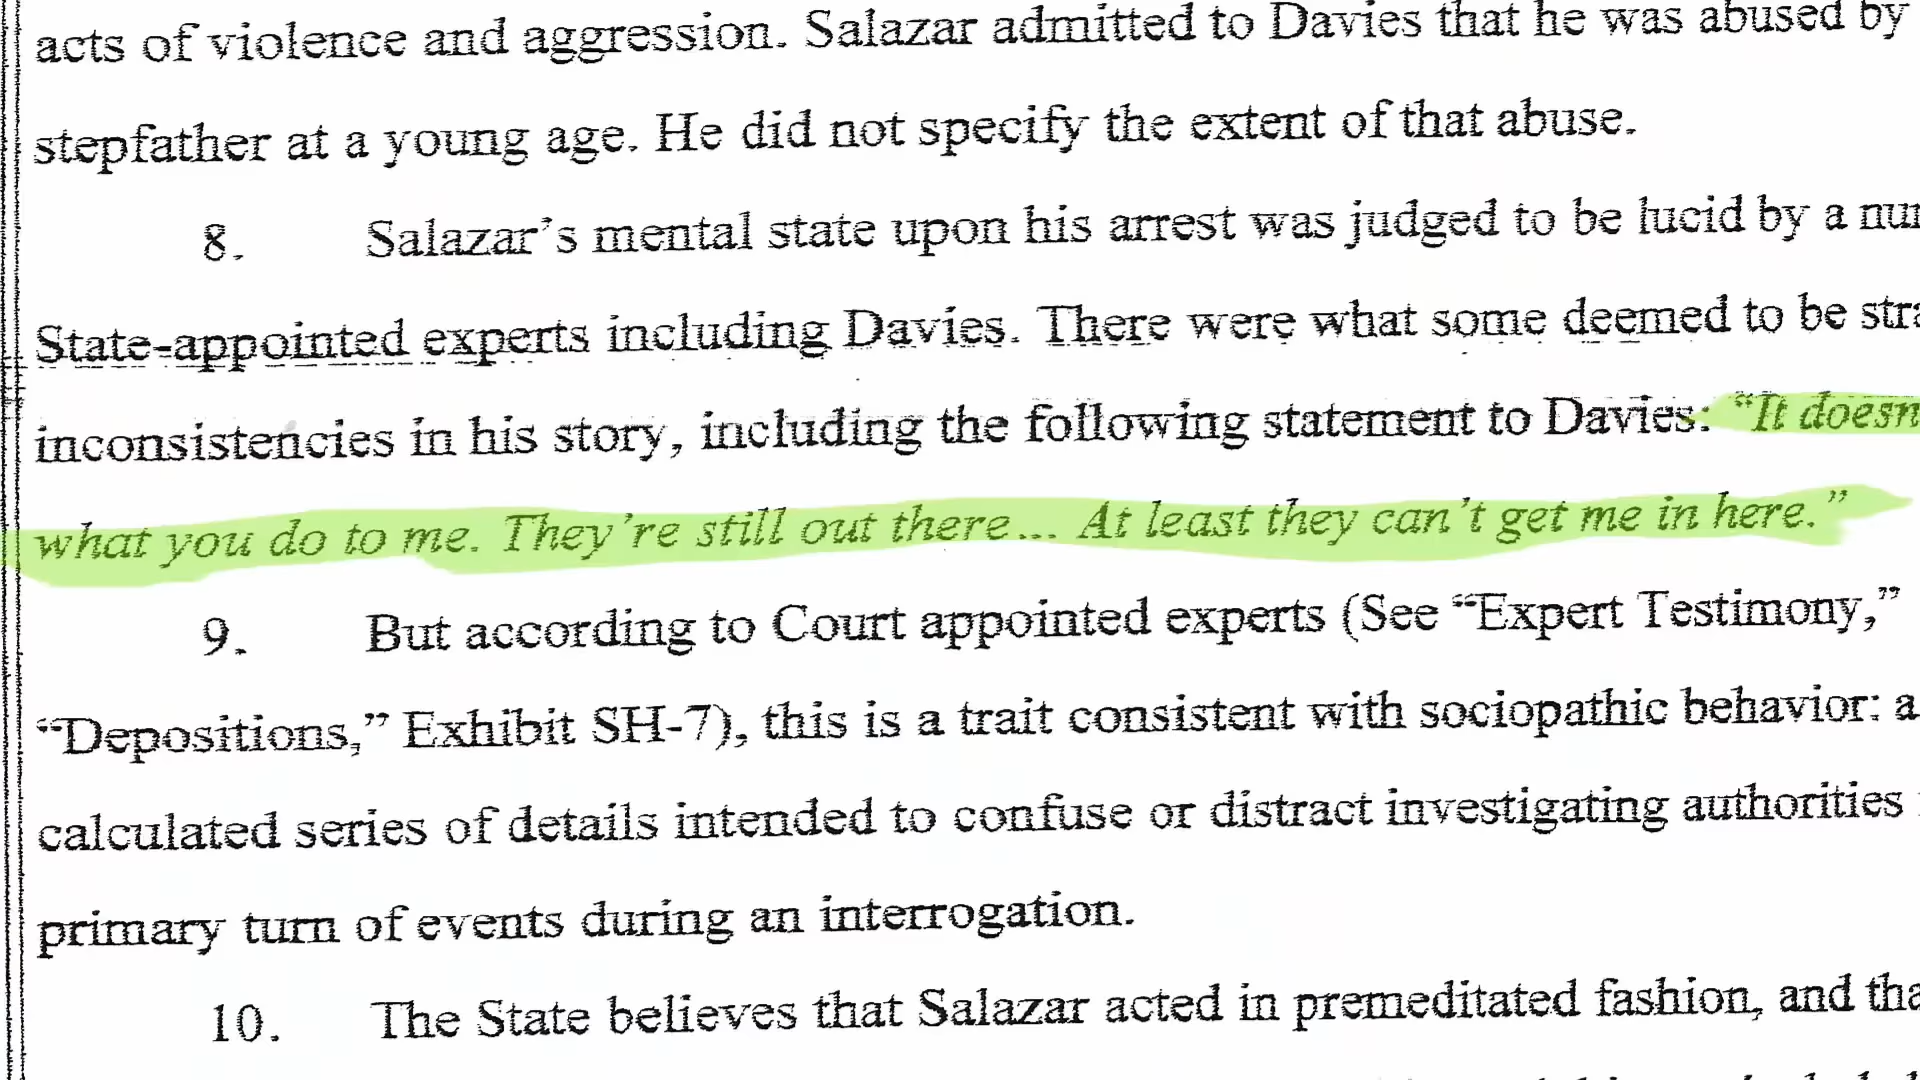 acts of violence and aggression. Salazar admitted to Davies that he was abused by
stepfather at a young age. He did not specify the extent of that abuse.
8. Salazar's mental state upon his arrest was judged to be lucid by a
State-appointed experts including Davies. There were what some deemed to be
inconsistencies in his story, including the following statement to Davies: “It doesn
what you do to me. They're still out there... At least they can't get me in here.”
9. But according to Court appointed experts (See “Expert Testimony,”
“Depositions,” Exhibit SH-7), this is a trait consistent with sociopathic behavior: a
calculated series of details intended to confuse or distract investigating authorities
primary turn of events during an interrogation.
10. The State believes that Salazar acted in premeditated fashion, and